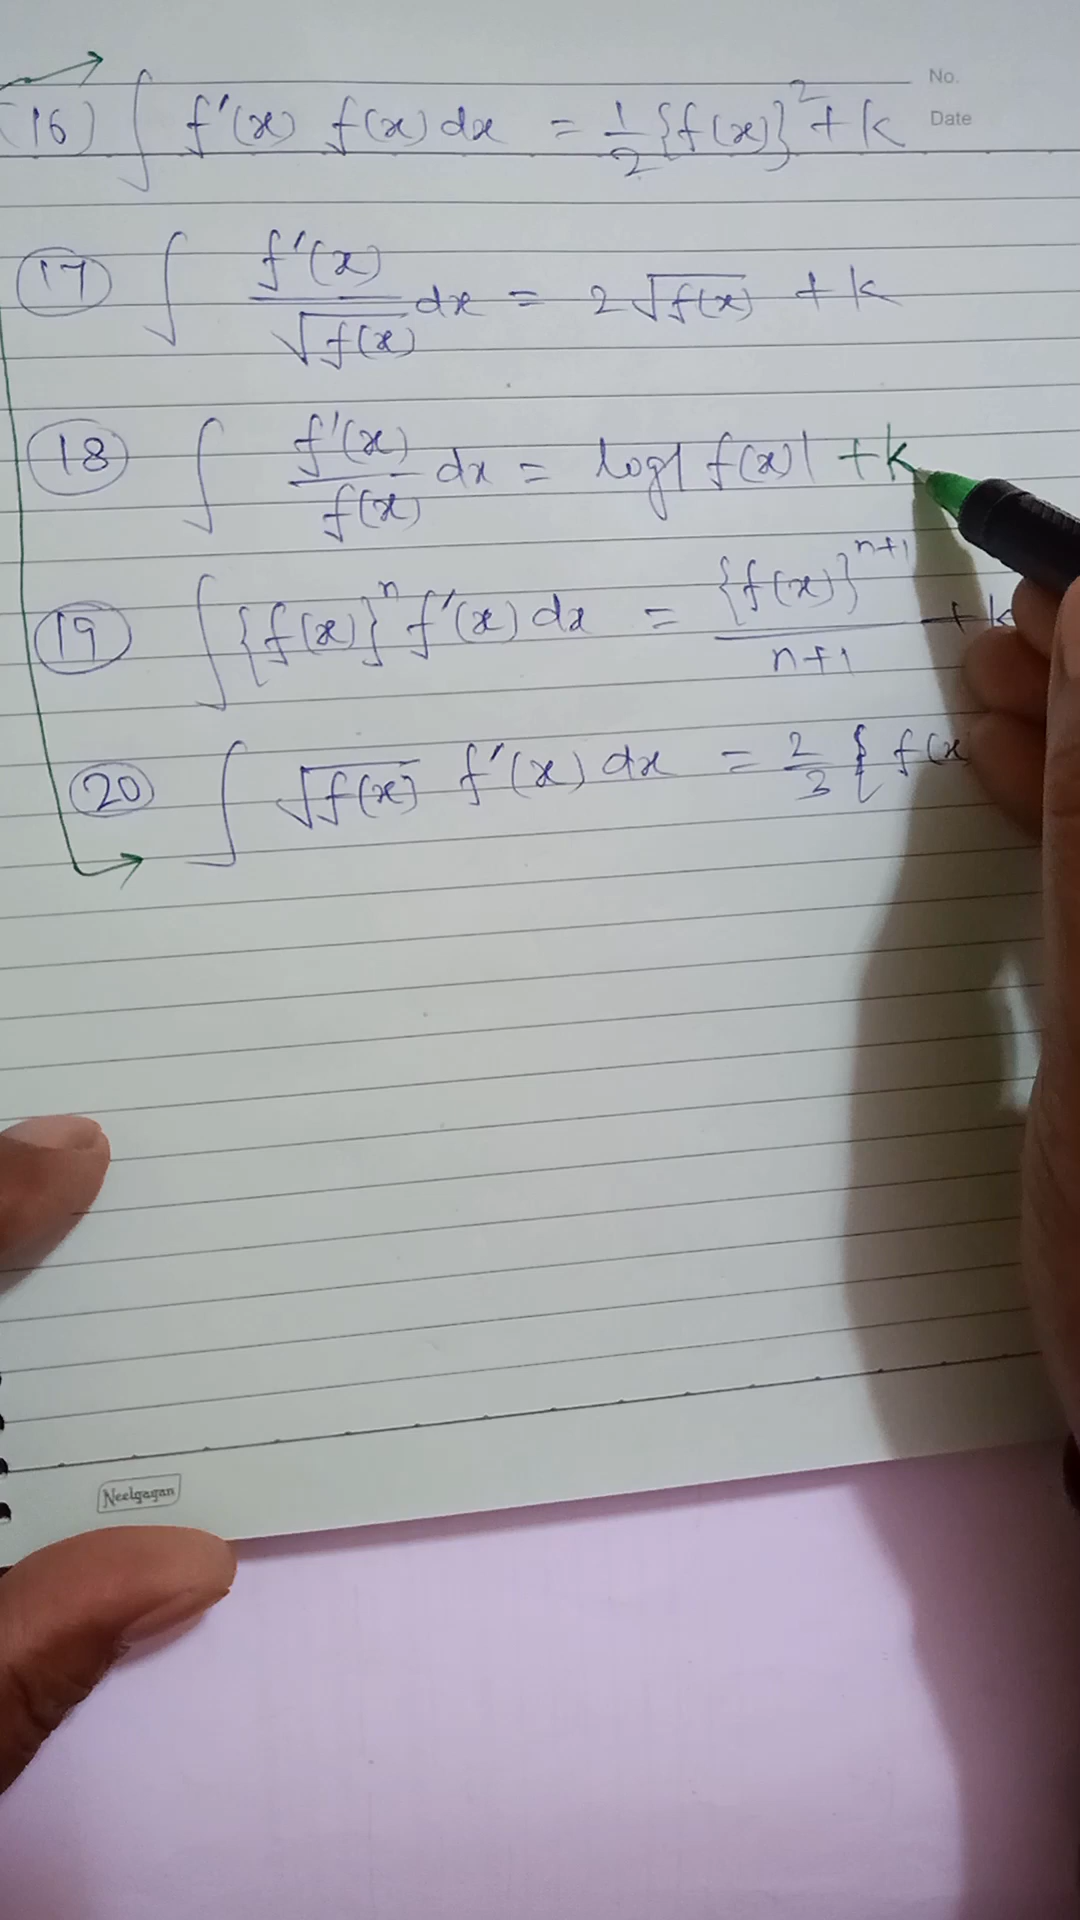 No.
Date
(16) ∫ f'(x) f(x) dx = 1/2 {f(x)}² + k
(17) ∫ f'(x)/√f(x) dx = 2√f(x) + k
(18) ∫ f'(x)/f(x) dx = log|f(x)| + k
(19) ∫ {f(x)}ⁿ f'(x) dx = {f(x)}ⁿ⁺¹/n+1 + k
(20) ∫ √f(x) f'(x) dx = 2/3 { f(x
Neelgagan